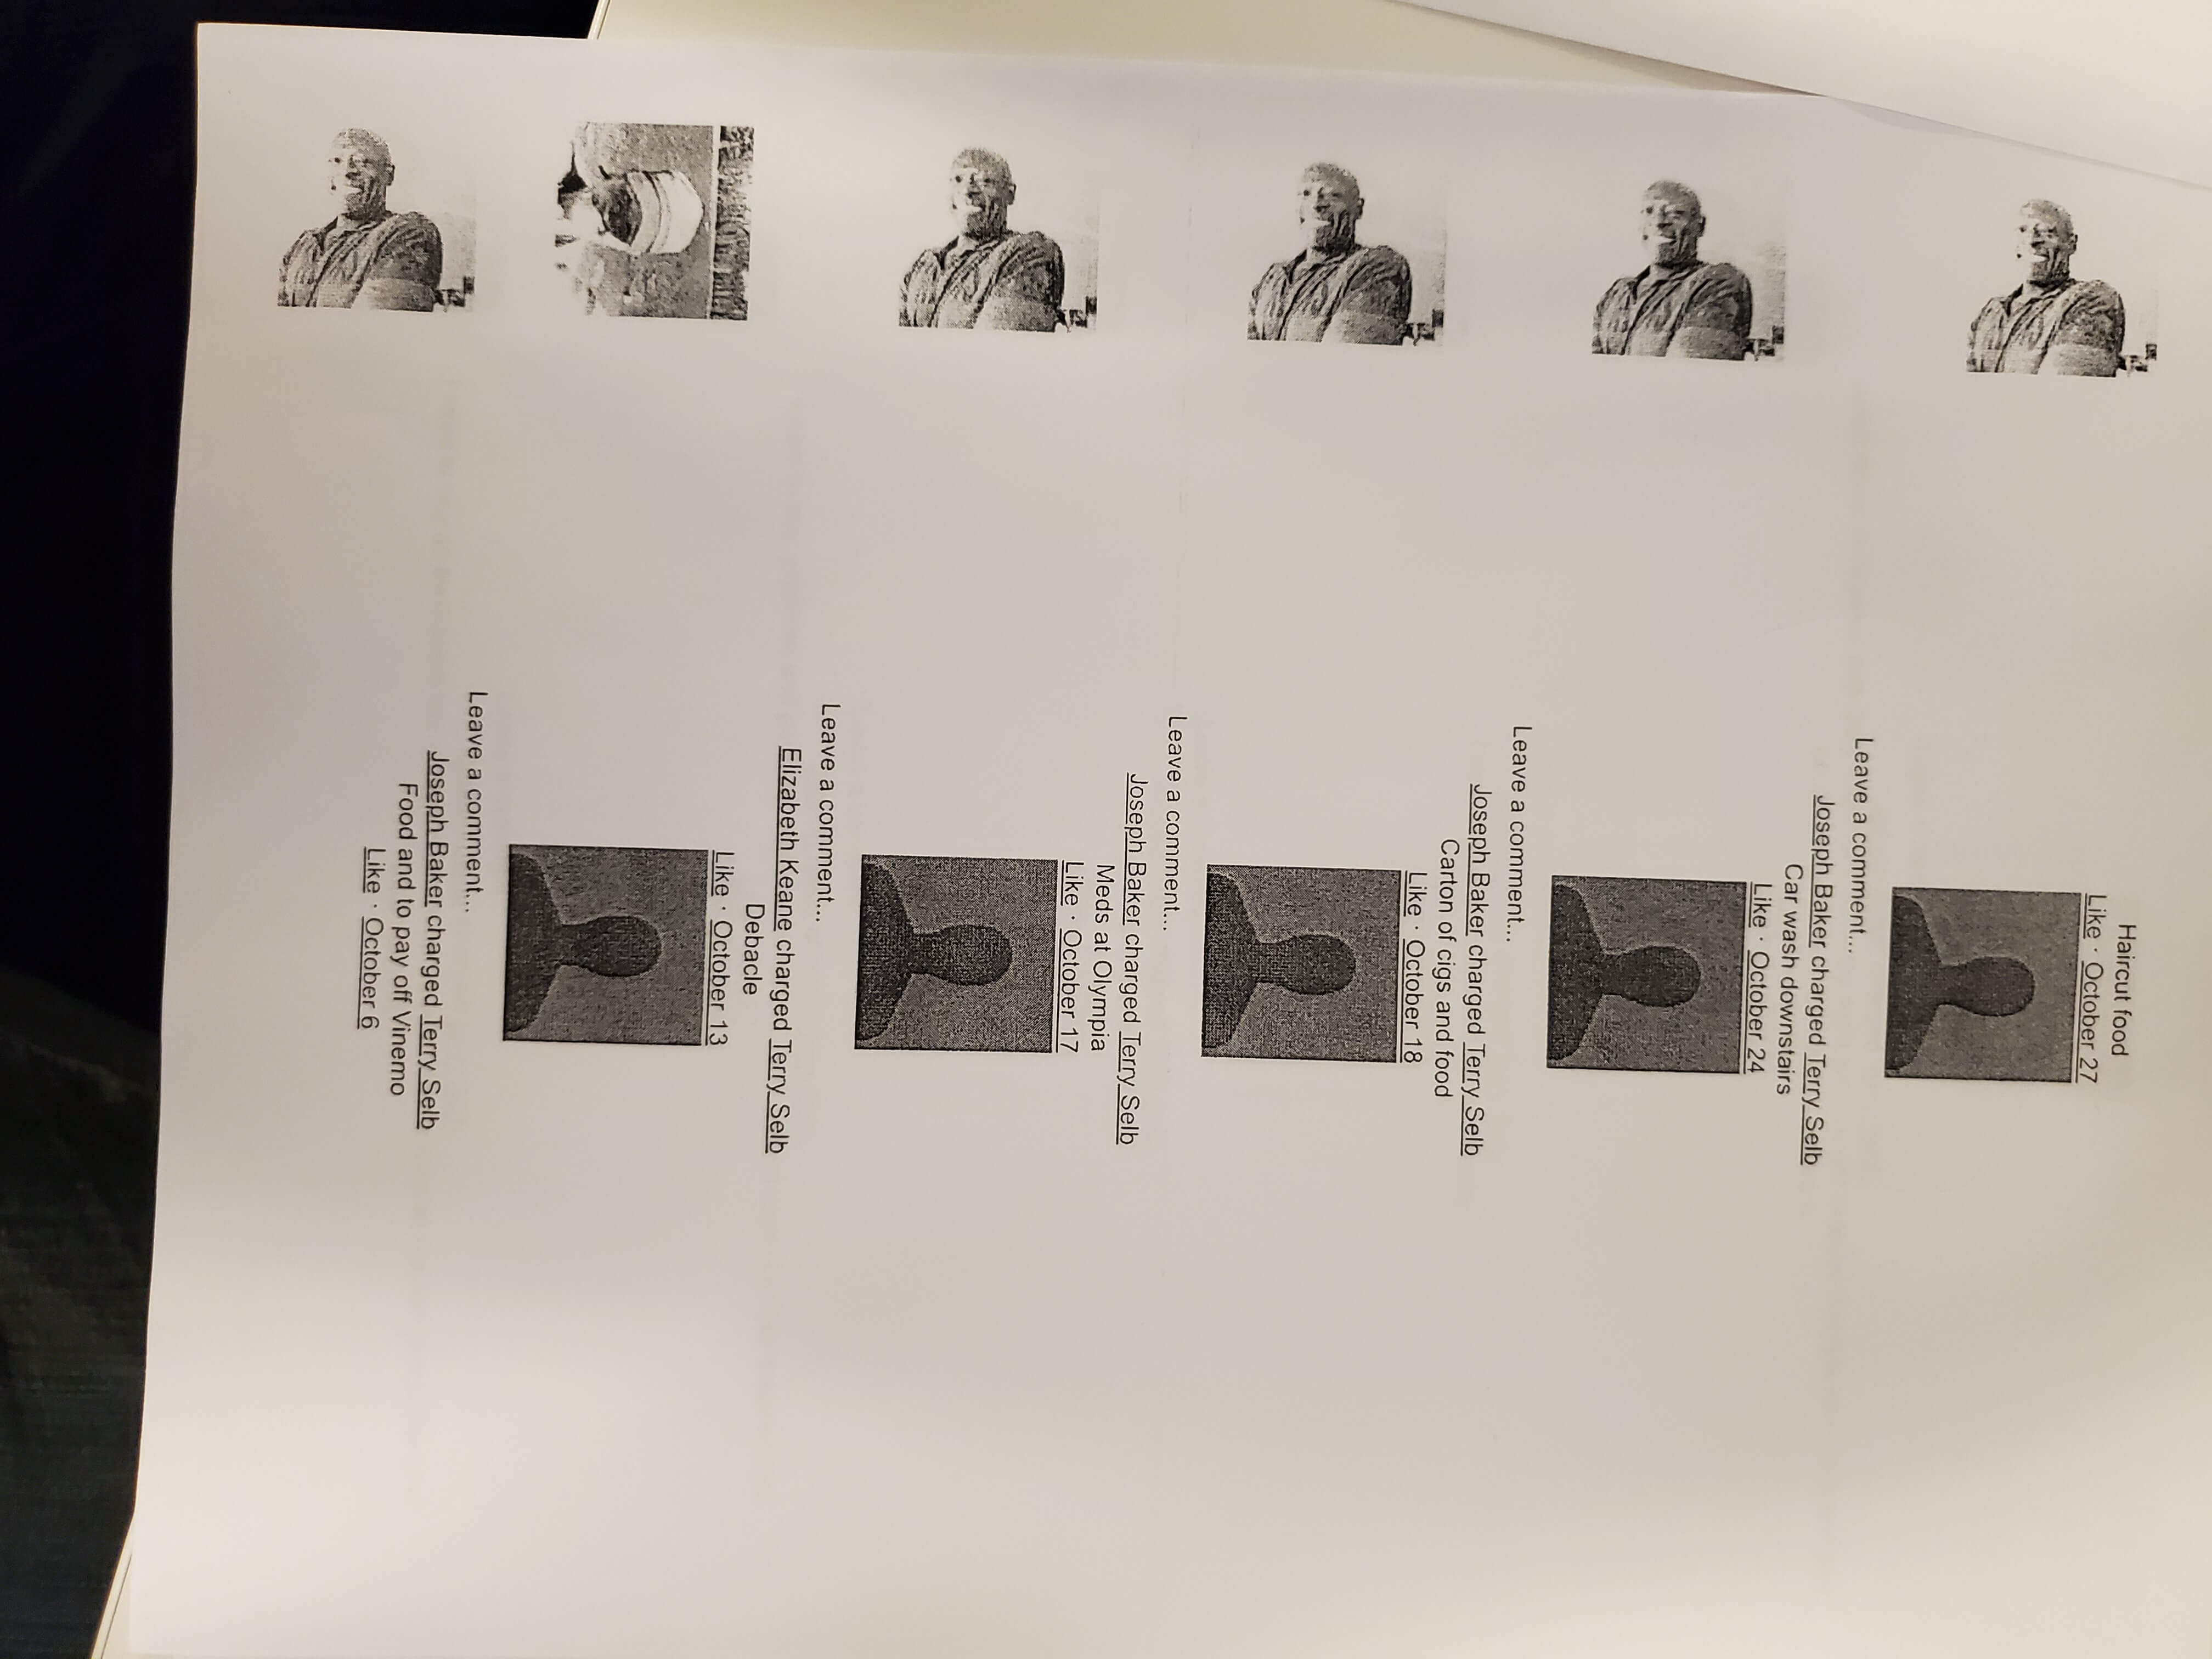 Haircut food
Like · October 27
Leave a comment...
Joseph Baker charged Terry Selb
Car wash downstairs
Like · October 24
Leave a comment...
Joseph Baker charged Terry Selb
Carton of cigs and food
Like · October 18
Leave a comment...
Joseph Baker charged Terry Selb
Meds at Olympia
Like · October 17
Leave a comment...
Elizabeth Keane charged Terry Selb
Debacle
Like · October 13
Leave a comment...
Joseph Baker charged Terry Selb
Food and to pay off Vinemo
Like · October 6